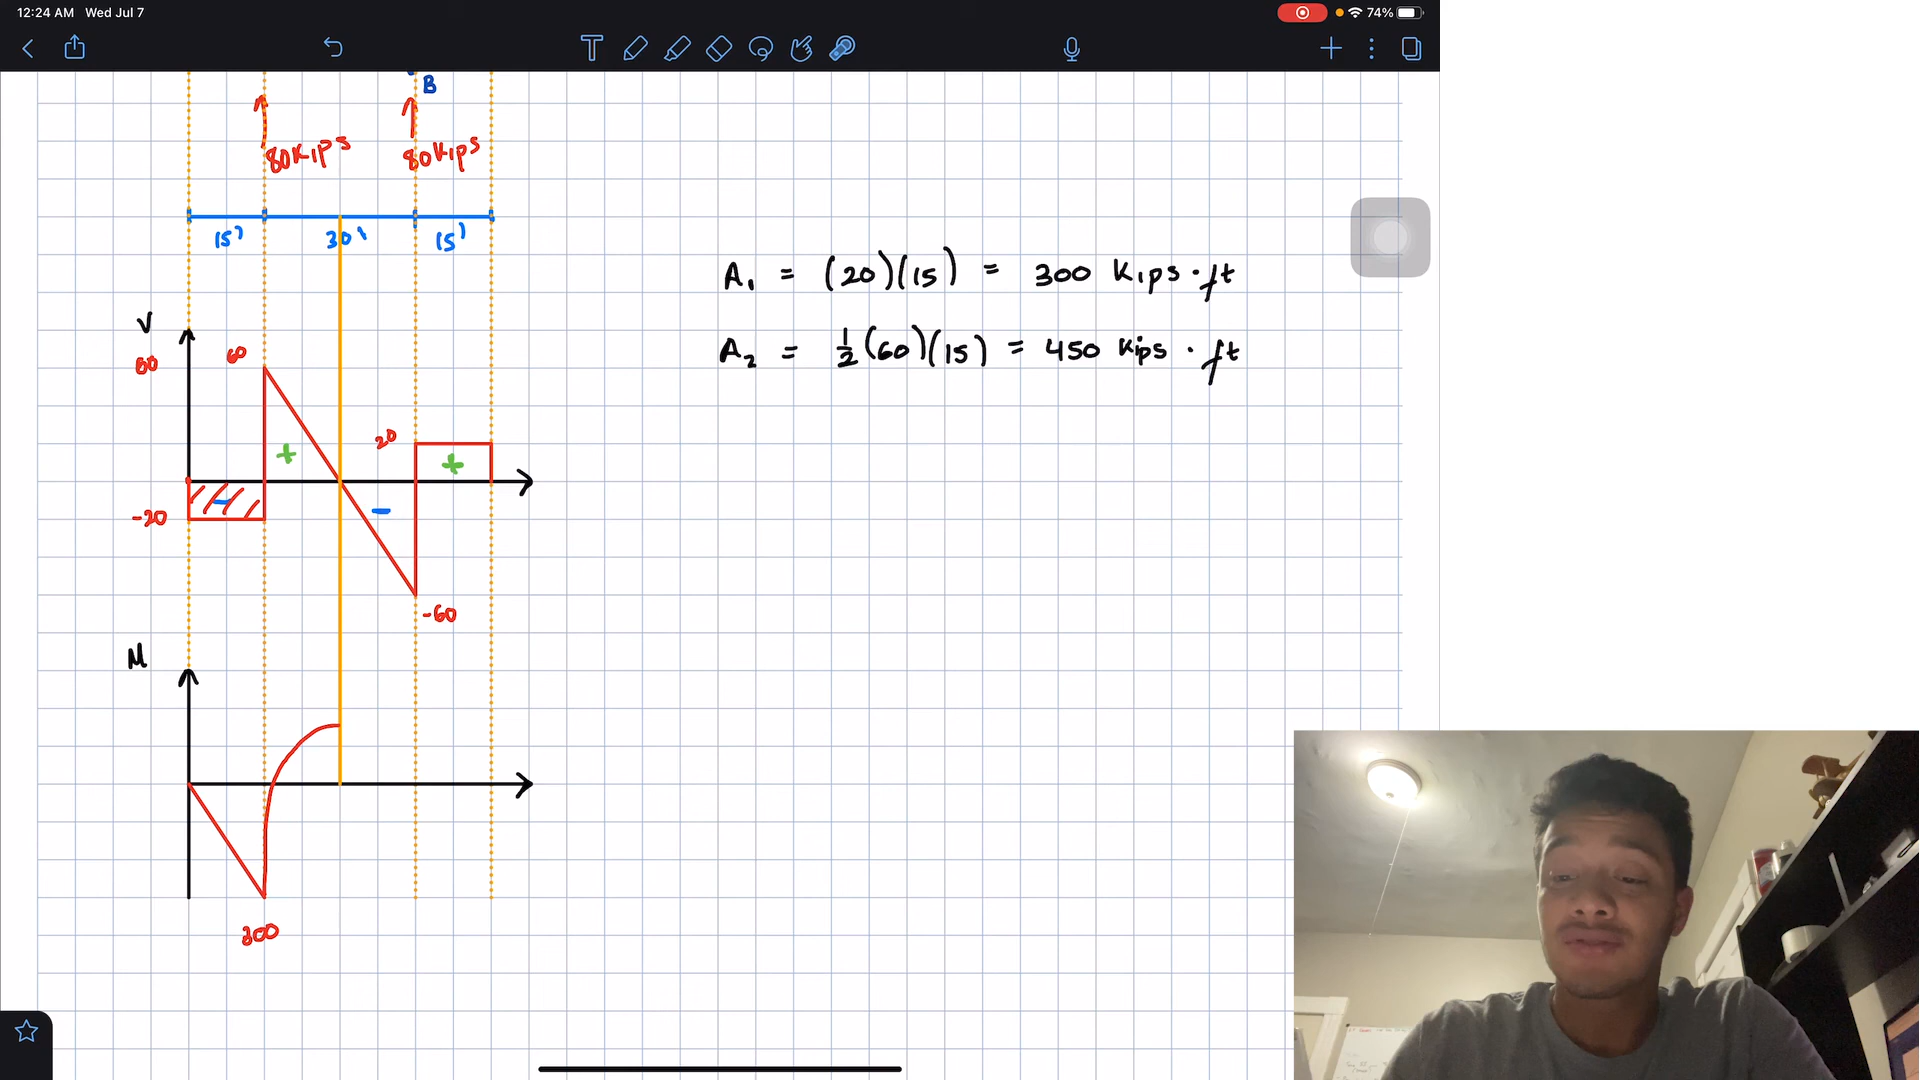 12:24 AM Wed Jul 7
74%
T
B
80Kips 80Kips
15' 30' 15'
A₁ = (20)(15) = 300 Kips·ft
V
60
A₂ = ½(60)(15) = 450 Kips·ft
20
+
+
-
-20
-
-60
M
300